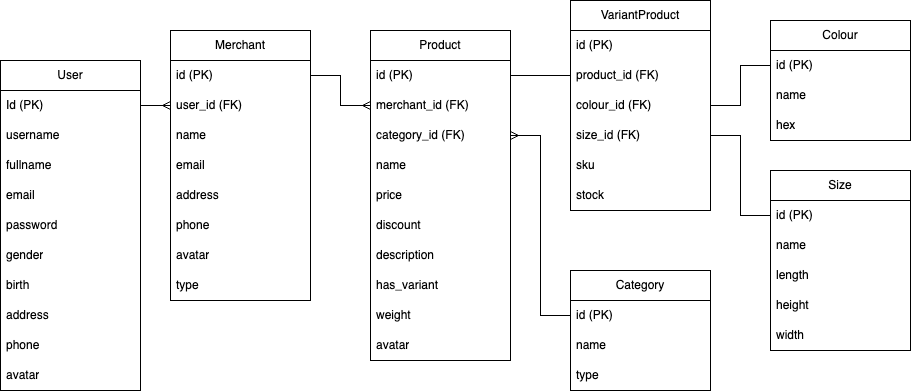 User
Id (PK)
username
fullname
email
password
gender
birth
address
phone
avatar
Merchant
id (PK)
user_id (FK)
name
email
address
phone
avatar
type
Product
id (PK)
merchant_id (FK)
category_id (FK)
name
price
discount
description
has_variant
weight
avatar
VariantProduct
id (PK)
product_id (FK)
colour_id (FK)
size_id (FK)
sku
stock
Category
id (PK)
name
type
Colour
id (PK)
name
hex
Size
id (PK)
name
length
height
width